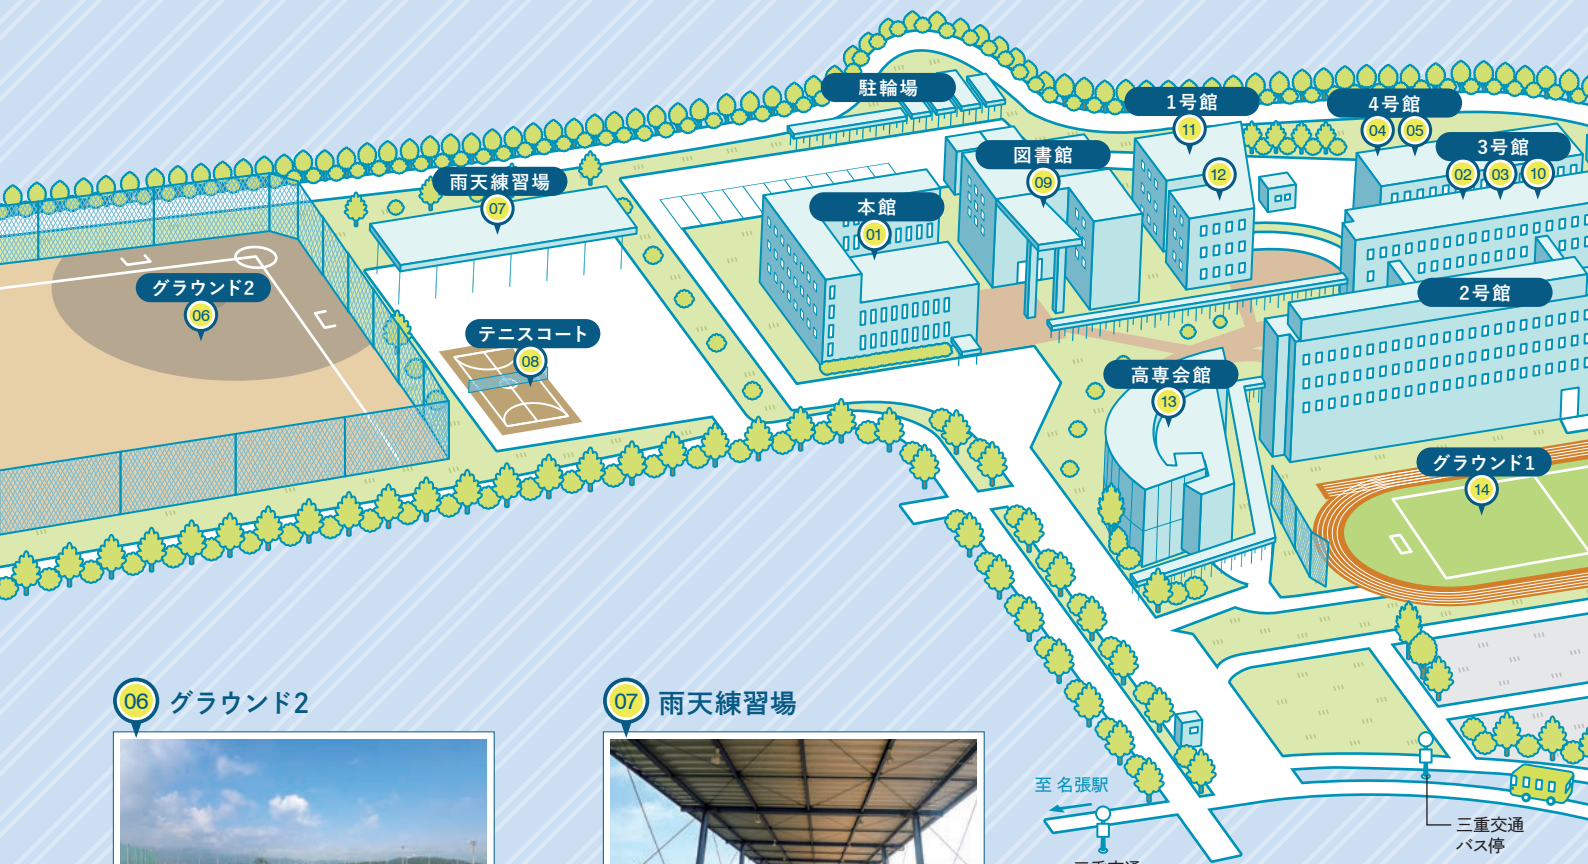 駐輪場
1号館
11
12
4号館
04
05
3号館
02
03
10
雨天練習場
07
図書館
09
本館
01
グラウンド2
06
2号館
テニスコート
08
高専会館
13
グラウンド1
14
06 グラウンド2
07 雨天練習場
至 名張駅
三重交通
バス停
三重交通